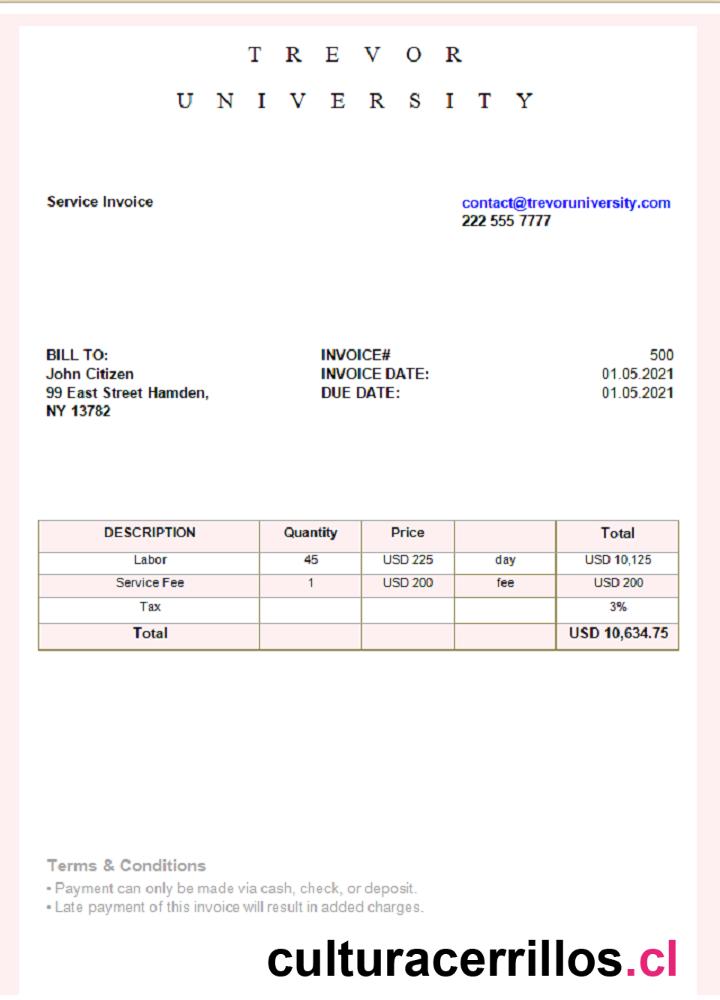 T R E V O R
U N I V E R S I T Y
Service Invoice
contact@trevoruniversity.com
222 555 7777
BILL TO:
John Citizen
99 East Street Hamden,
NY 13782
INVOICE# 500
INVOICE DATE: 01.05.2021
DUE DATE: 01.05.2021
DESCRIPTION Quantity Price Total
Labor 45 USD 225 day USD 10,125
Service Fee 1 USD 200 fee USD 200
Tax 3%
Total USD 10,634.75
Terms & Conditions
• Payment can only be made via cash, check, or deposit.
• Late payment of this invoice will result in added charges.
culturacerrillos.cl